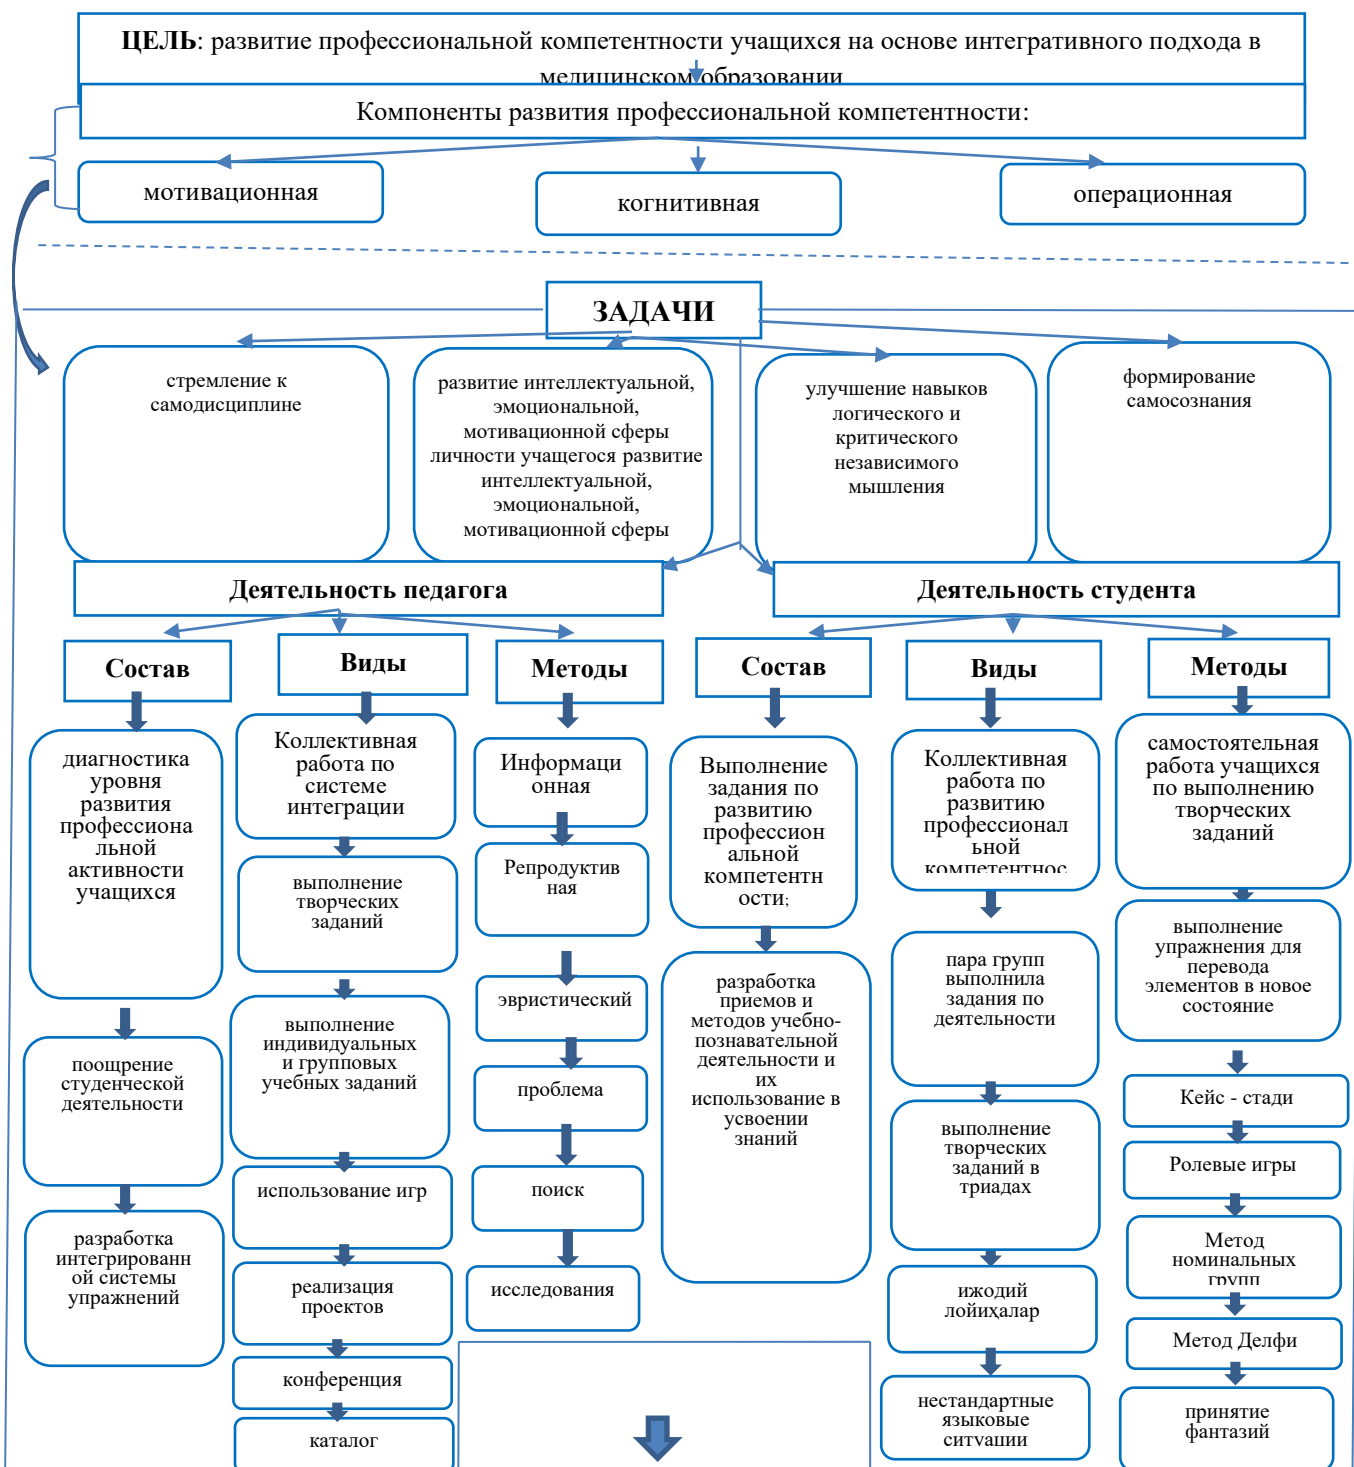 ЦЕЛЬ: развитие профессиональной компетентности учащихся на основе интегративного подхода в
медицинском образовании
Компоненты развития профессиональной компетентности:
мотивационная
когнитивная
операционная
ЗАДАЧИ
стремление к
самодисциплине
развитие интеллектуальной,
эмоциональной,
мотивационной сферы
личности учащегося развитие
интеллектуальной,
эмоциональной,
мотивационной сферы
улучшение навыков
логического и
критического
независимого
мышления
формирование
самосознания
Деятельность педагога
Деятельность студента
Состав
Виды
Методы
Состав
Виды
Методы
диагностика
уровня
развития
профессиона
льной
активности
учащихся
поощрение
студенческой
деятельности
разработка
интегрированн
ой системы
упражнений
Коллективная
работа по
системе
интеграции
выполнение
творческих
заданий
выполнение
индивидуальных
и групповых
учебных заданий
использование игр
реализация
проектов
конференция
каталог
Информаци
онная
Репродуктив
ная
эвристический
проблема
поиск
исследования
Выполнение
задания по
развитию
профессион
альной
компетентн
ости;
разработка
приемов и
методов учебно-
познавательной
деятельности и
их
использование в
усвоении
знаний
Коллективная
работа по
развитию
профессионал
ьной
компетентнос
пара групп
выполнила
задания по
деятельности
выполнение
творческих
заданий в
триадах
ижодий
лойиҳалар
нестандартные
языковые
ситуации
самостоятельная
работа учащихся
по выполнению
творческих
заданий
выполнение
упражнения для
перевода
элементов в новое
состояние
Кейс - стади
Ролевые игры
Метод
номинальных
групп
Метод Делфи
принятие
фантазий